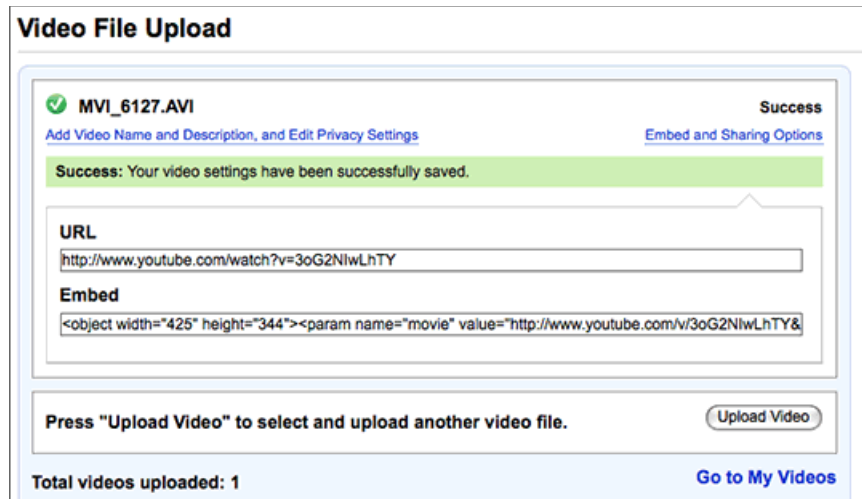 Video File Upload
MVI_6127.AVI
Success
Add Video Name and Description, and Edit Privacy Settings
Embed and Sharing Options
Success: Your video settings have been successfully saved.
URL
http://www.youtube.com/watch?v=3oG2NIwLhTY
Embed
<object width="425" height="344"><param name="movie" value="http://www.youtube.com/v/3oG2NIwLhTY&
Press "Upload Video" to select and upload another video file.
Upload Video
Total videos uploaded: 1
Go to My Videos